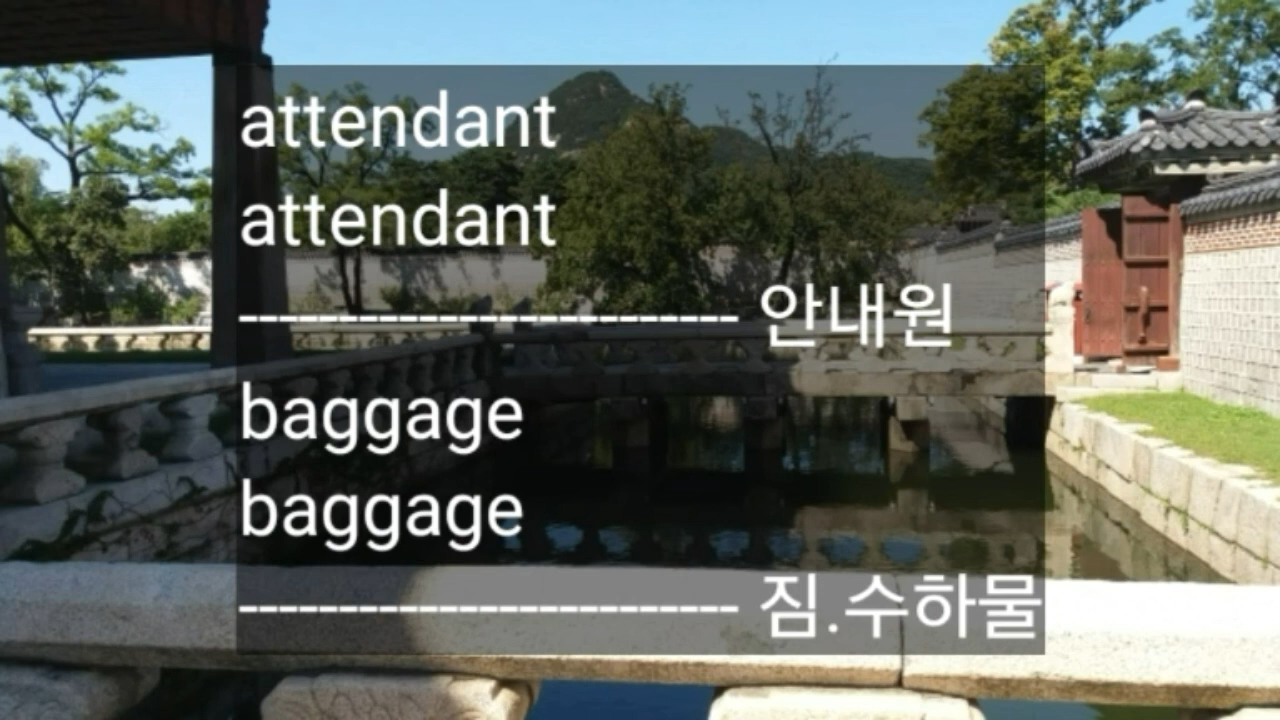 attendant
attendant
------------------------- 안내원
baggage
baggage
------------------------- 짐.수하물